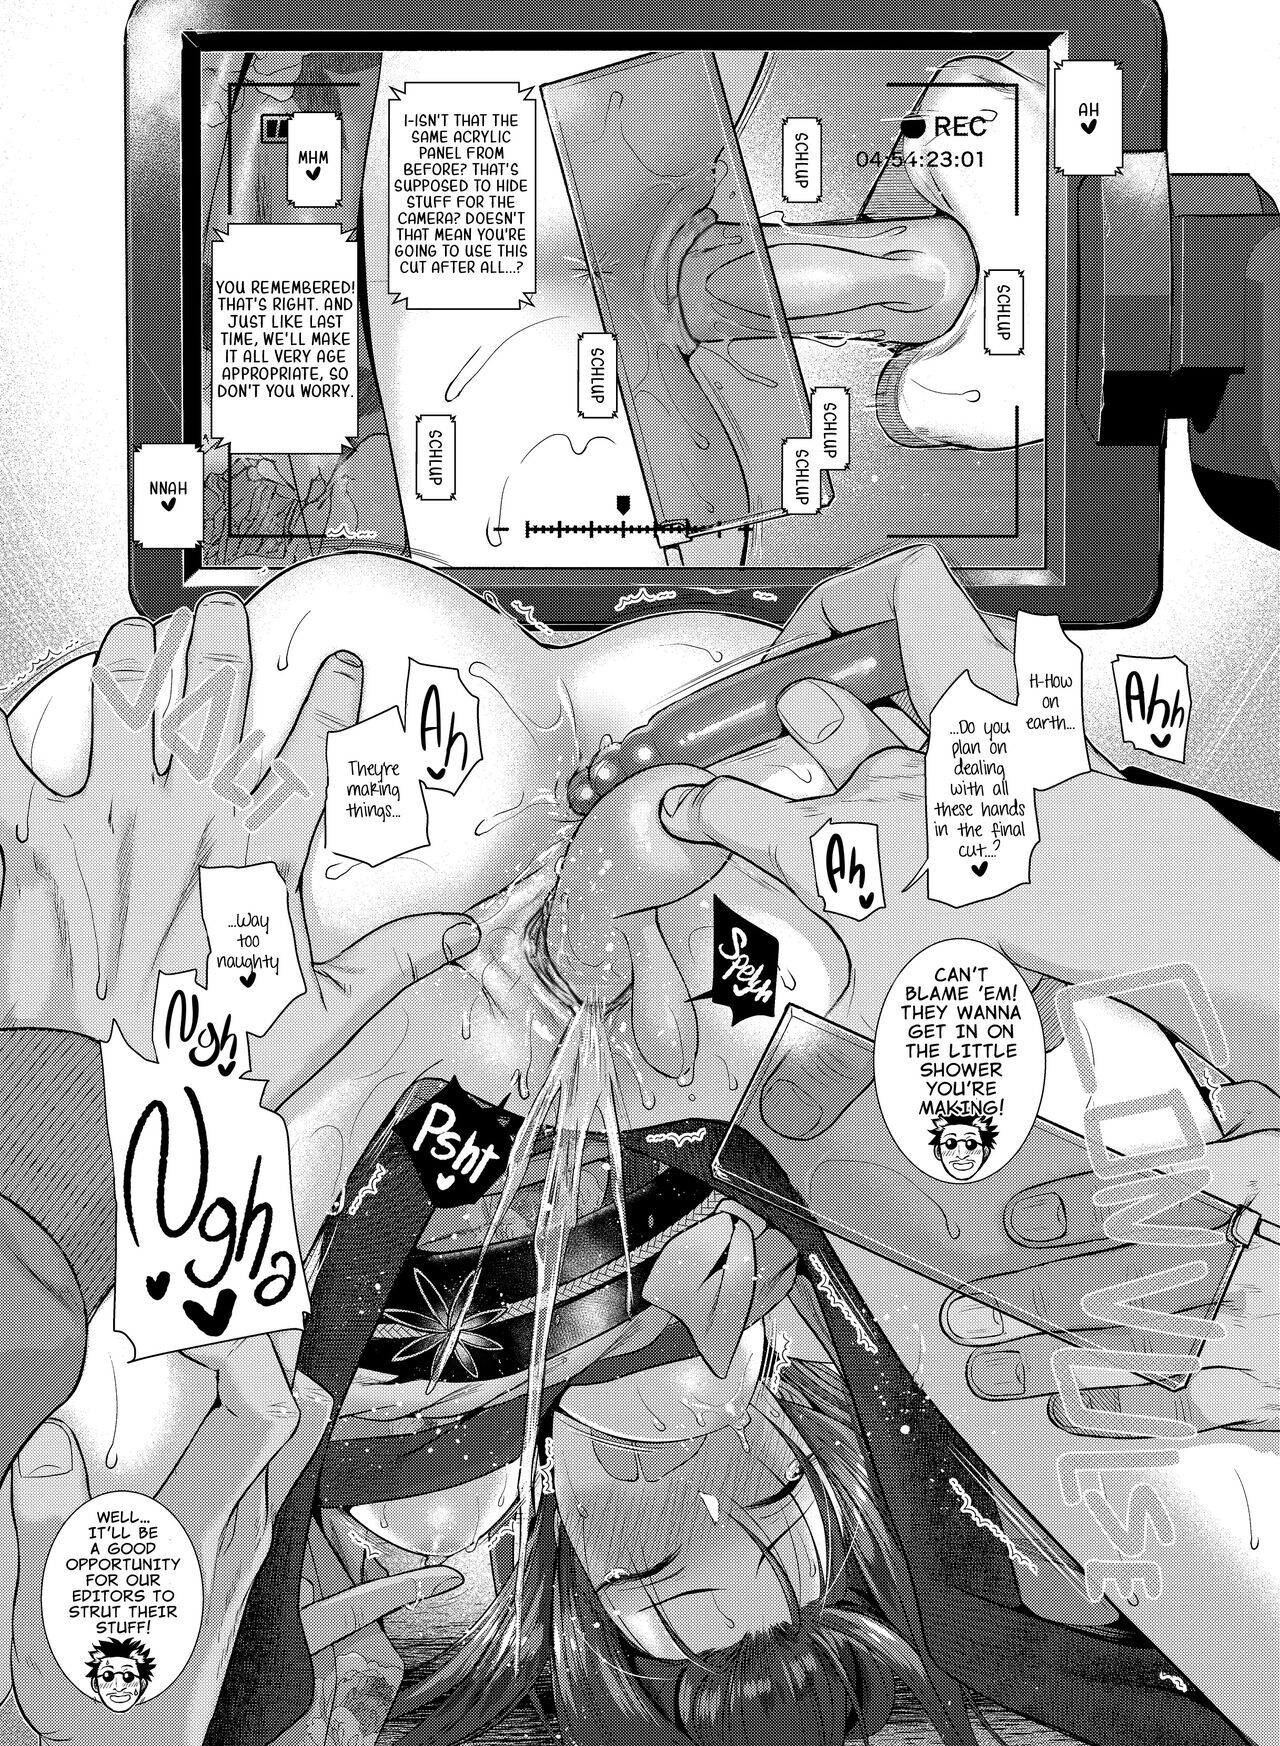 AH
REC
04:54:23:01
SCHLUP
I-ISN'T THAT THE
SAME ACRYLIC
PANEL FROM
BEFORE? THAT'S
SUPPOSED TO HIDE
STUFF FOR THE
CAMERA? DOESN'T
THAT MEAN YOU'RE
GOING TO USE THIS
CUT AFTER ALL...?
MHM
YOU REMEMBERED!
THAT'S RIGHT. AND
JUST LIKE LAST
TIME, WE'LL MAKE
IT ALL VERY AGE
APPROPRIATE, SO
DON'T YOU WORRY.
SCHLUP
SCHLUP
SCHLUP
SCHLUP
SCHLUP
NNAH
Ahh
H-How
on
earth...
...Do you
plan on
dealing
with all
these hands
in the final
cut...?
Ah
Ah
They're
making
things...
...Way
too
naughty
Ngh
Ngha
Spelch
CAN'T
BLAME 'EM!
THEY WANNA
GET IN ON
THE LITTLE
SHOWER
YOU'RE
MAKING!
Psht
WELL...
IT'LL BE
A GOOD
OPPORTUNITY
FOR OUR
EDITORS TO
STRUT THEIR
STUFF!